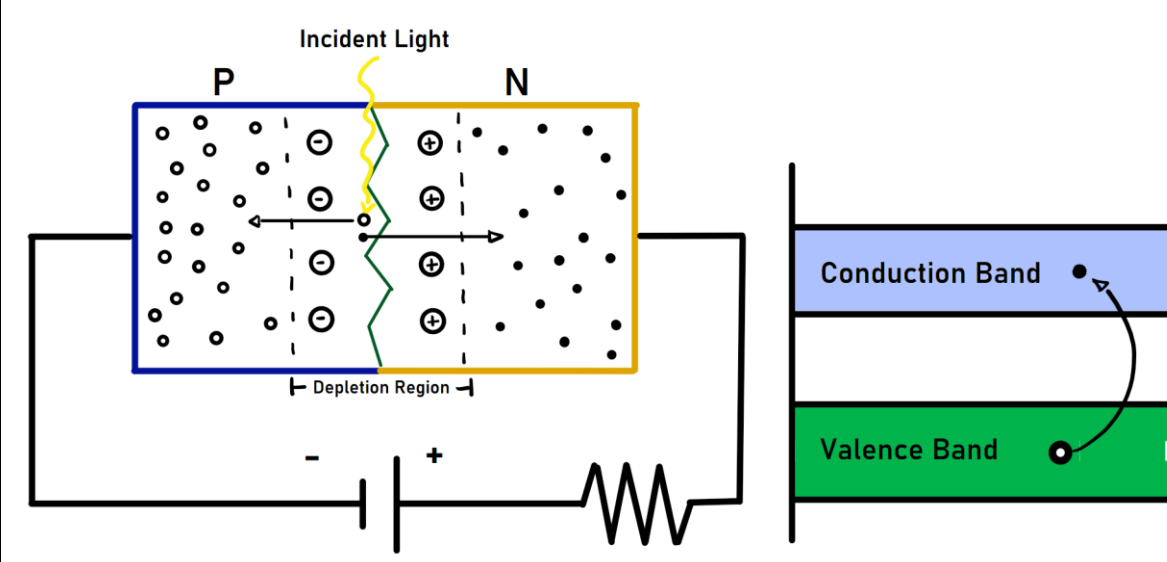 Incident Light
P
N
⊖
⊕
⊖
⊕
⊖
⊕
⊖
⊕
Depletion Region
-
+
Conduction Band
Valence Band